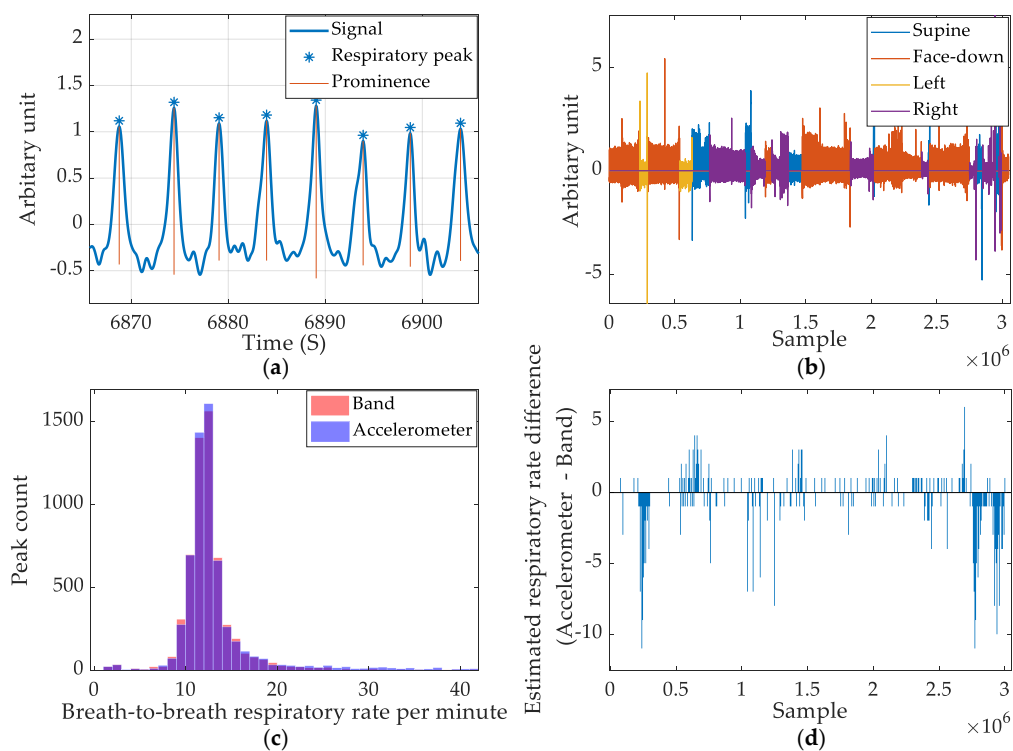 Signal
Respiratory peak
Prominence
2
1.5
1
0.5
0
-0.5
Arbitary unit
6870
6880
6890
6900
Time (S)
(a)
Supine
Face-down
Left
Right
5
0
-5
Arbitary unit
0
0.5
1
1.5
2
2.5
3
Sample
×10⁶
(b)
Band
Accelerometer
1500
1000
500
0
Peak count
0
10
20
30
40
Breath-to-breath respiratory rate per minute
(c)
Estimated respiratory rate difference
(Accelerometer - Band)
5
0
-5
-10
0
0.5
1
1.5
2
2.5
3
Sample
×10⁶
(d)